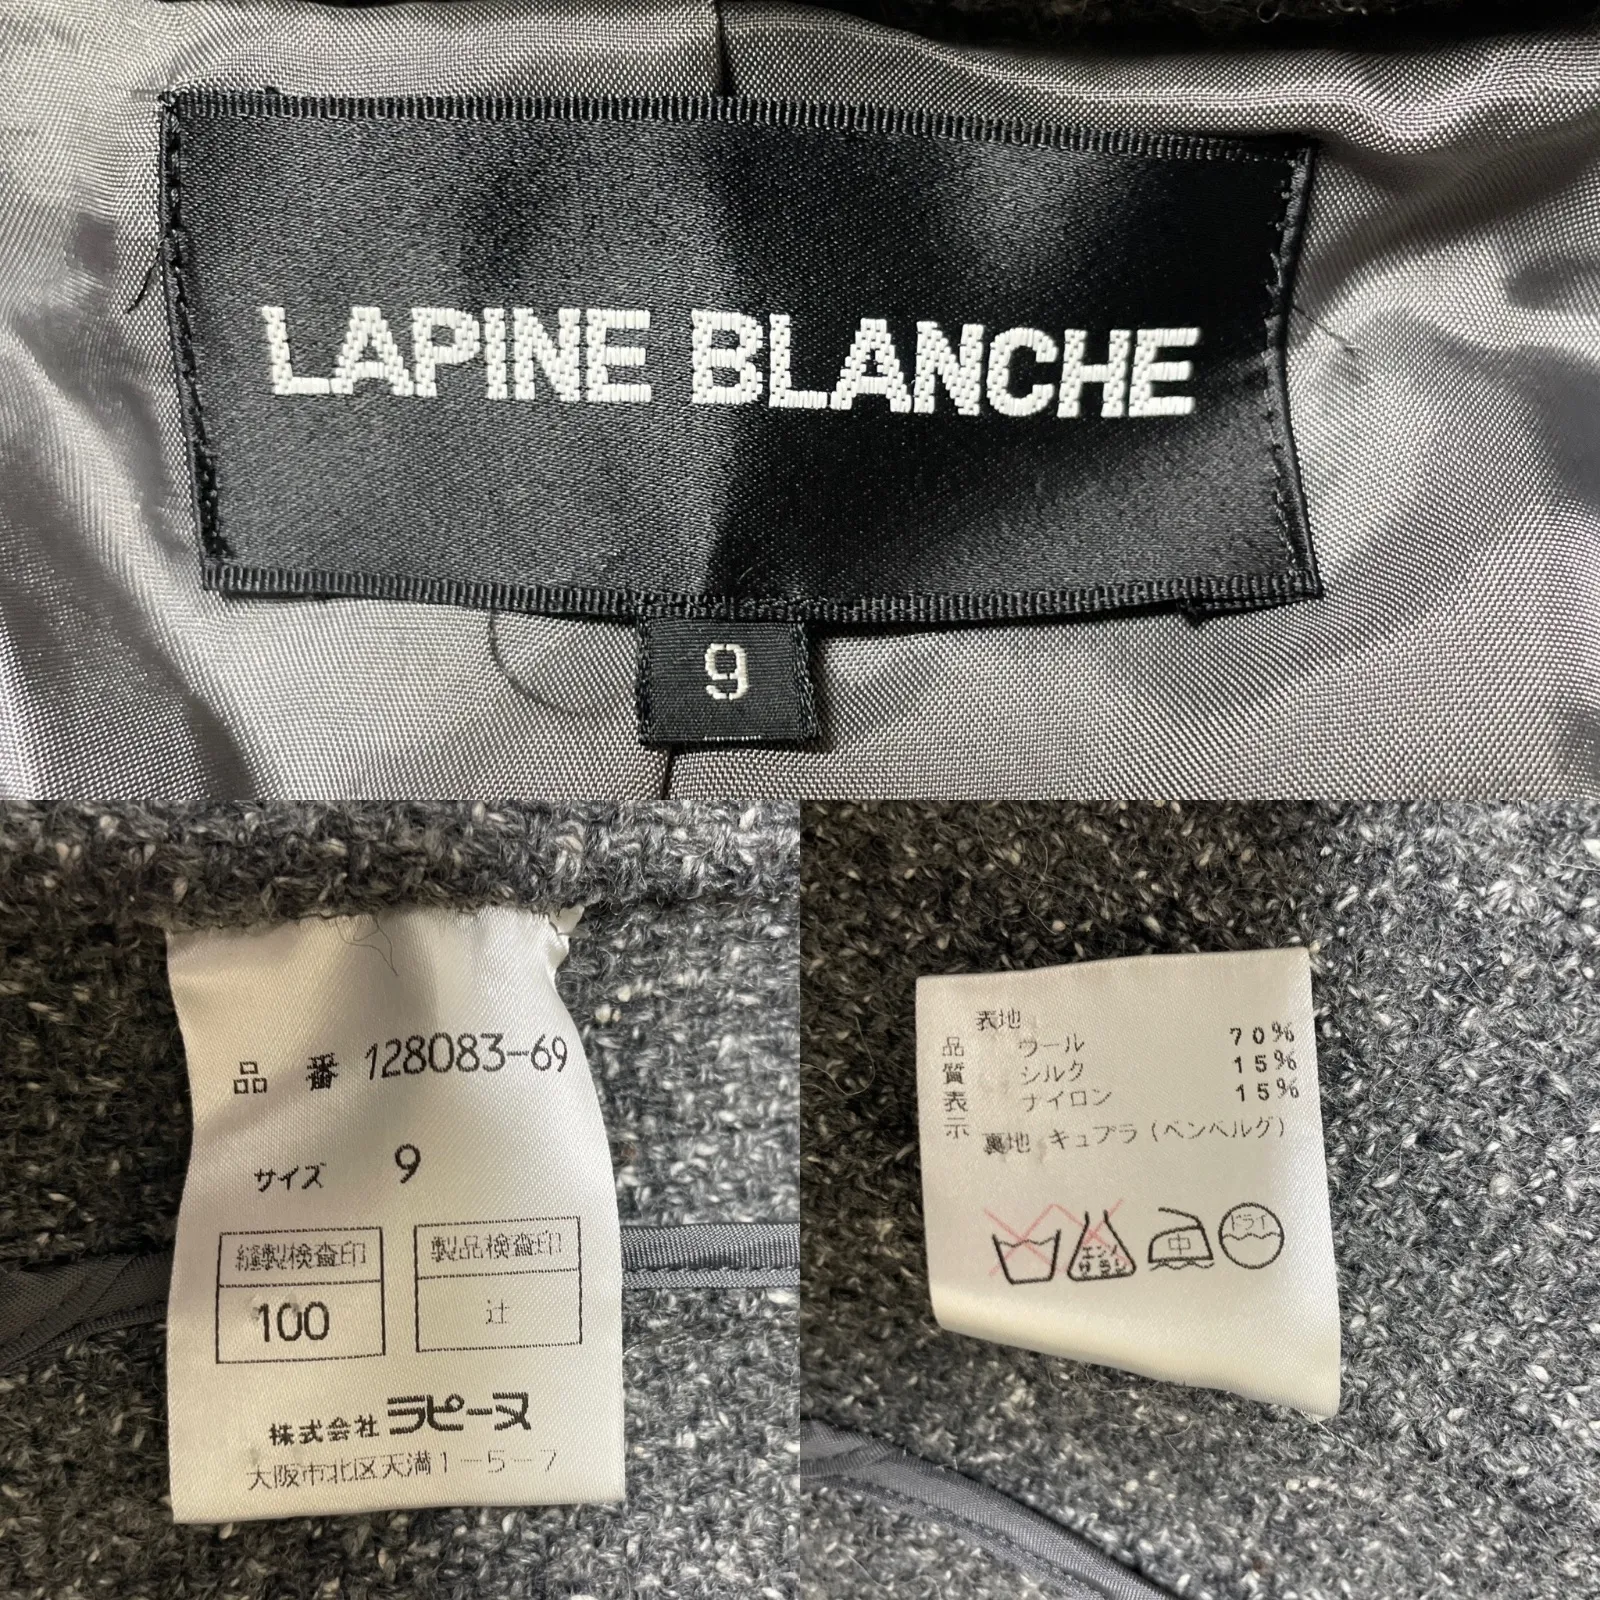 LAPINE BLANCHE
9
品 番 128083-69
サイズ 9
縫製検査印 製品検査印
100 辻
株式会社 ラピーヌ
大阪市北区天満1-5-7
品質表示
表地
ウール 70%
シルク 15%
ナイロン 15%
裏地 キュプラ(ベンベルグ)
エンソ
サラシ
中
ドライ